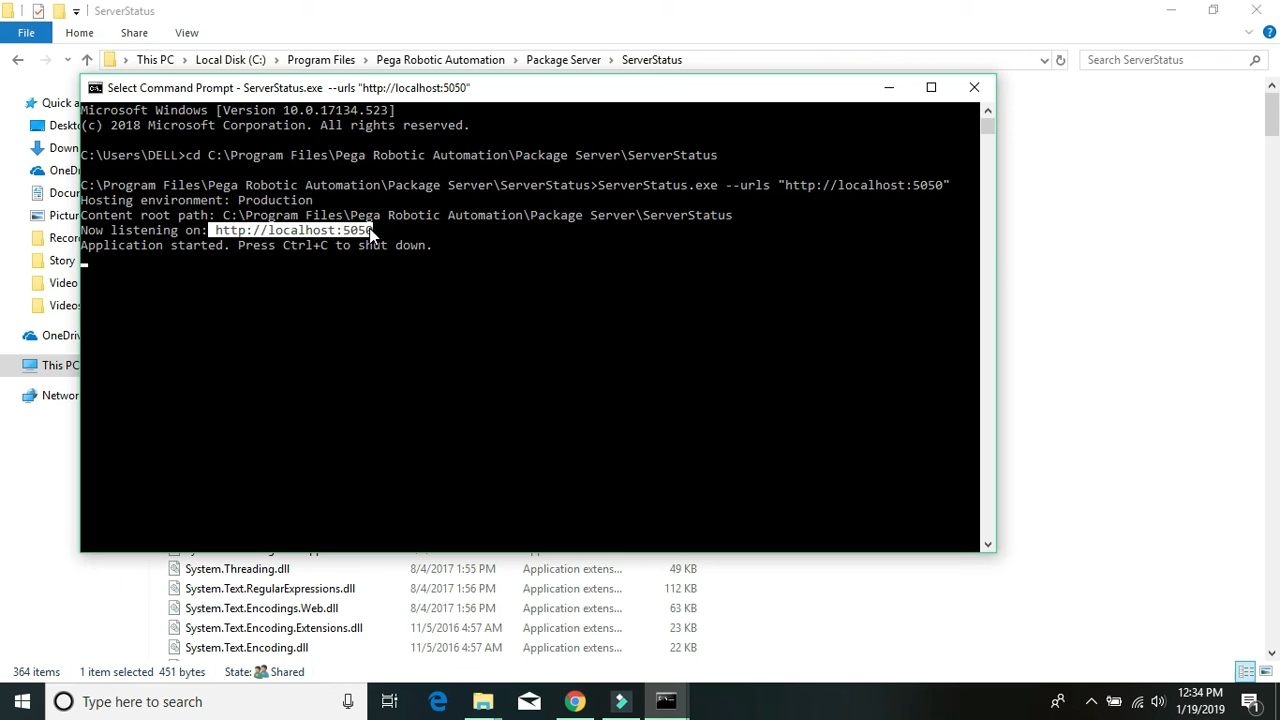 ServerStatus
File Home Share View
This PC Local Disk (C:) Program Files Pega Robotic Automation Package Server ServerStatus Search ServerStatus
Select Command Prompt - ServerStatus.exe --urls "http://localhost:5050"
Microsoft Windows [Version 10.0.17134.523]
(c) 2018 Microsoft Corporation. All rights reserved.
C:\Users\DELL>cd C:\Program Files\Pega Robotic Automation\Package Server\ServerStatus
C:\Program Files\Pega Robotic Automation\Package Server\ServerStatus>ServerStatus.exe --urls "http://localhost:5050"
Hosting environment: Production
Content root path: C:\Program Files\Pega Robotic Automation\Package Server\ServerStatus
Now listening on: http://localhost:5050
Application started. Press Ctrl+C to shut down.
Quick a
Deskt
Down
OneD
Docur
Pictur
Record
Story
Video
Videos
OneDriv
This PC
Networ
System.Threading.dll 8/4/2017 1:55 PM Application extens... 49 KB
System.Text.RegularExpressions.dll 8/4/2017 1:56 PM Application extens... 112 KB
System.Text.Encodings.Web.dll 8/4/2017 1:56 PM Application extens... 63 KB
System.Text.Encoding.Extensions.dll 11/5/2016 4:57 AM Application extens... 23 KB
System.Text.Encoding.dll 11/5/2016 4:57 AM Application extens... 22 KB
364 items 1 item selected 451 bytes State: Shared
Type here to search
12:34 PM
1/19/2019
1